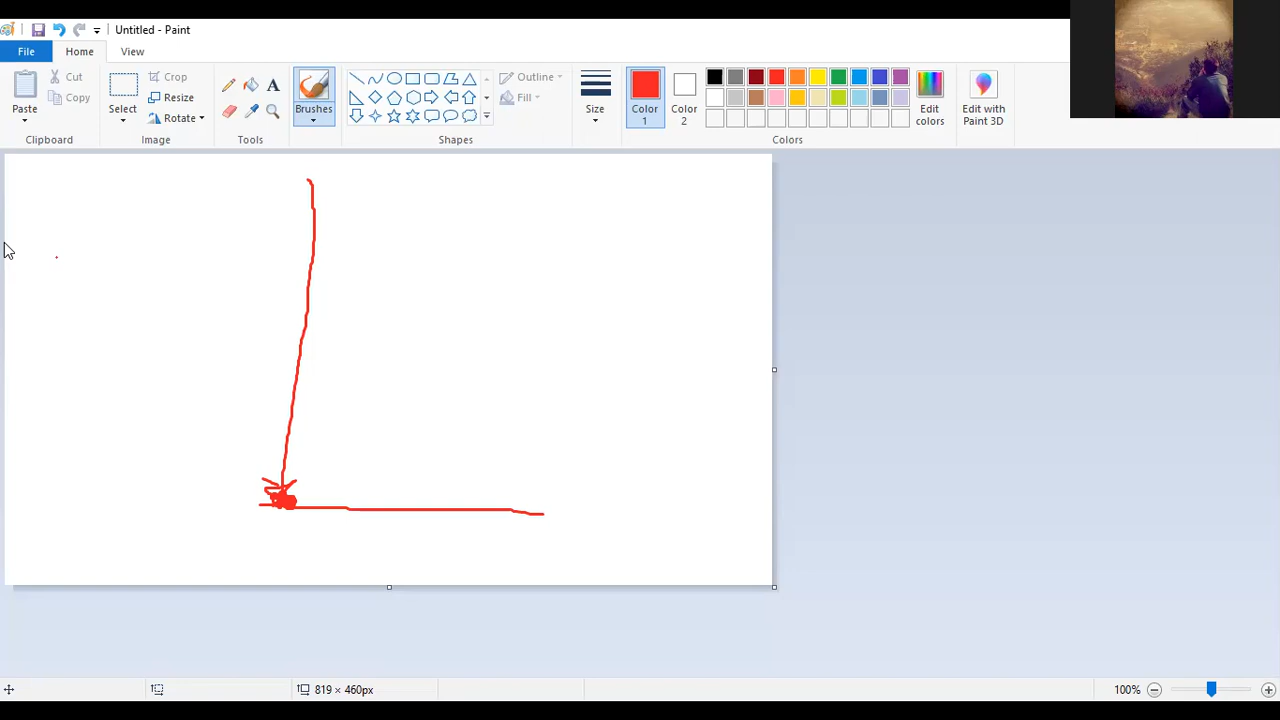 Untitled - Paint
File Home View
Paste
Cut
Copy
Clipboard
Select
Crop
Resize
Rotate
Image
A
Tools
Brushes
Shapes
Outline
Fill
Size
Color
1
Color
2
Edit
colors
Edit with
Paint 3D
Colors
819 × 460px
100%